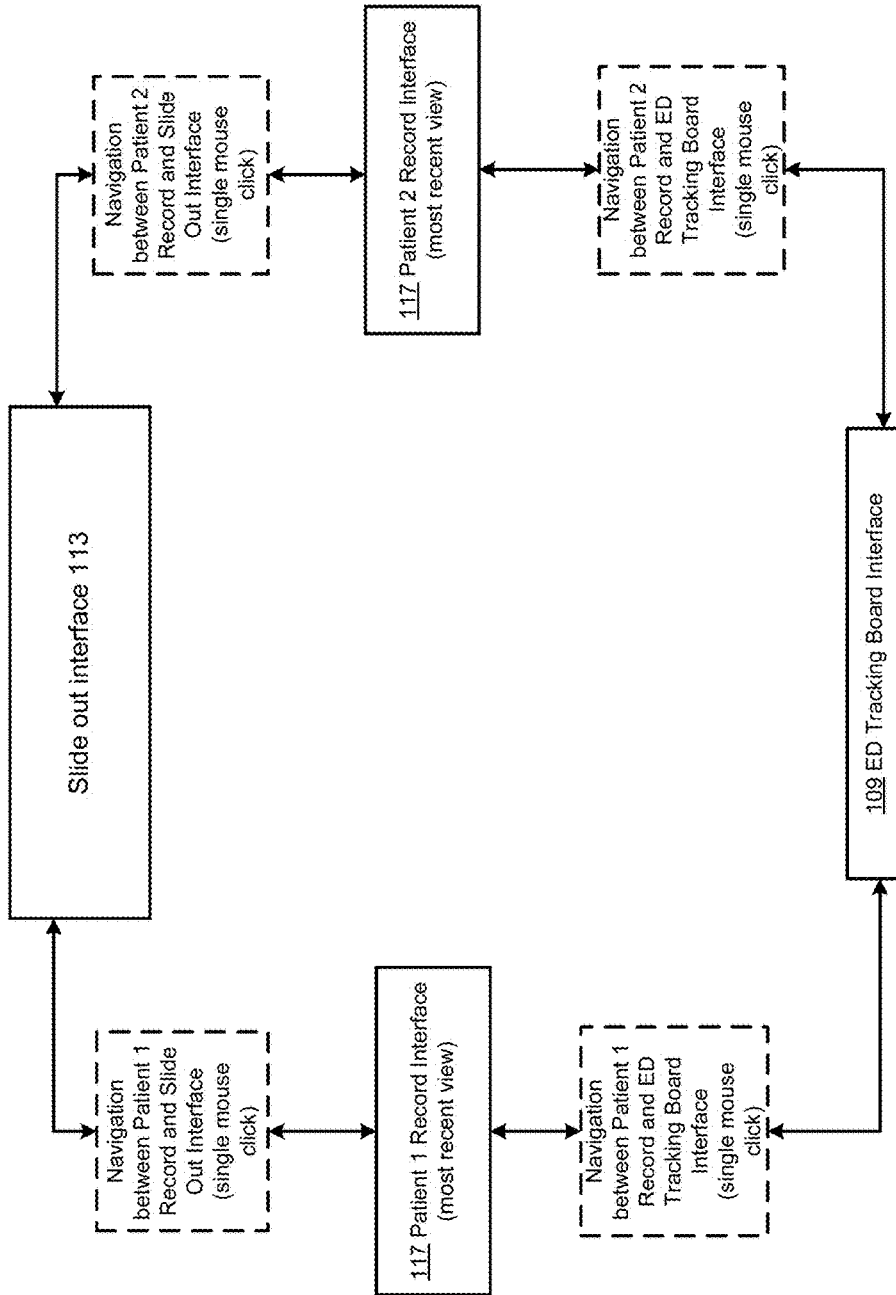 Slide out interface 113
Navigation
between Patient 1
Record and Slide
Out Interface
(single mouse
click)
Navigation
between Patient 2
Record and Slide
Out Interface
(single mouse
click)
117 Patient 1 Record Interface
(most recent view)
117 Patient 2 Record Interface
(most recent view)
Navigation
between Patient 1
Record and ED
Tracking Board
Interface
(single mouse
click)
Navigation
between Patient 2
Record and ED
Tracking Board
Interface
(single mouse
click)
109 ED Tracking Board Interface